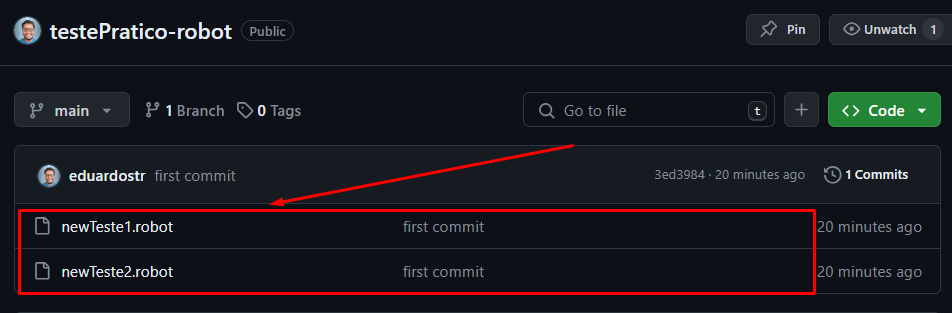 testePratico-robot Public Pin Unwatch 1
main 1 Branch 0 Tags Go to file t Code
eduardostr first commit 3ed3984 · 20 minutes ago 1 Commits
newTeste1.robot first commit 20 minutes ago
newTeste2.robot first commit 20 minutes ago